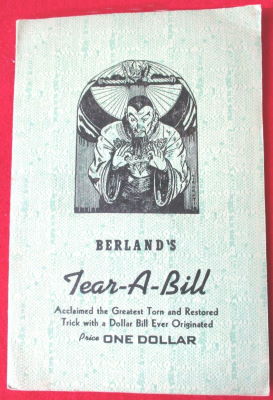 BERLAND'S
Tear-A-Bill
Acclaimed the Greatest Torn and Restored
Trick with a Dollar Bill Ever Originated
Price ONE DOLLAR